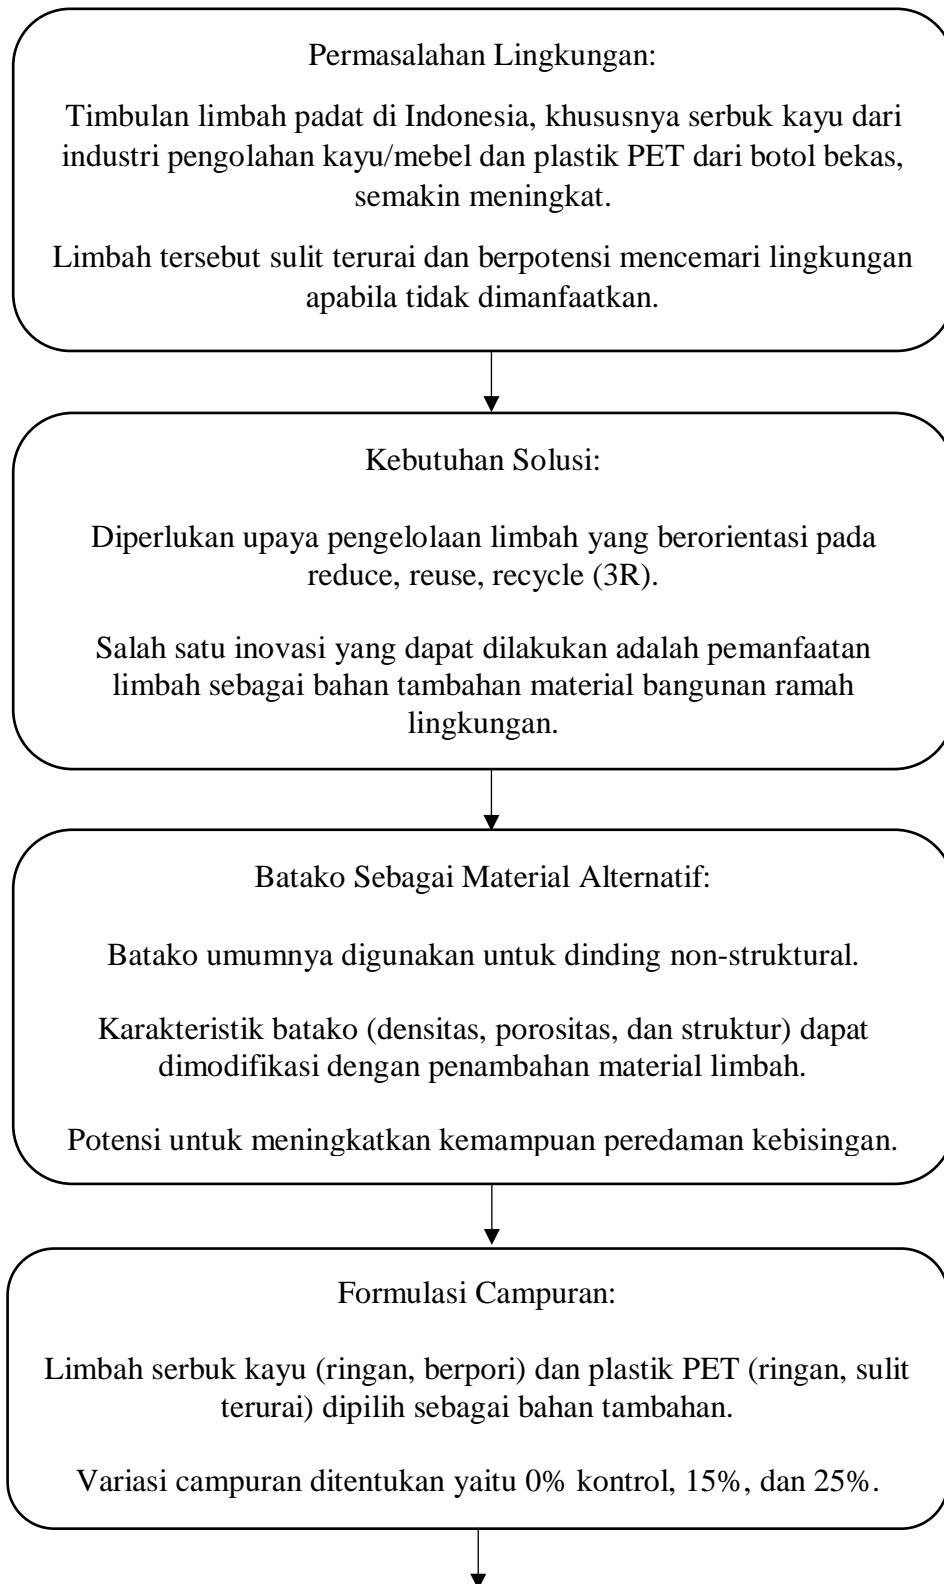 Permasalahan Lingkungan:
Timbulan limbah padat di Indonesia, khususnya serbuk kayu dari
industri pengolahan kayu/mebel dan plastik PET dari botol bekas,
semakin meningkat.
Limbah tersebut sulit terurai dan berpotensi mencemari lingkungan
apabila tidak dimanfaatkan.
Kebutuhan Solusi:
Diperlukan upaya pengelolaan limbah yang berorientasi pada
reduce, reuse, recycle (3R).
Salah satu inovasi yang dapat dilakukan adalah pemanfaatan
limbah sebagai bahan tambahan material bangunan ramah
lingkungan.
Batako Sebagai Material Alternatif:
Batako umumnya digunakan untuk dinding non-struktural.
Karakteristik batako (densitas, porositas, dan struktur) dapat
dimodifikasi dengan penambahan material limbah.
Potensi untuk meningkatkan kemampuan peredaman kebisingan.
Formulasi Campuran:
Limbah serbuk kayu (ringan, berpori) dan plastik PET (ringan, sulit
terurai) dipilih sebagai bahan tambahan.
Variasi campuran ditentukan yaitu 0% kontrol, 15%, dan 25%.